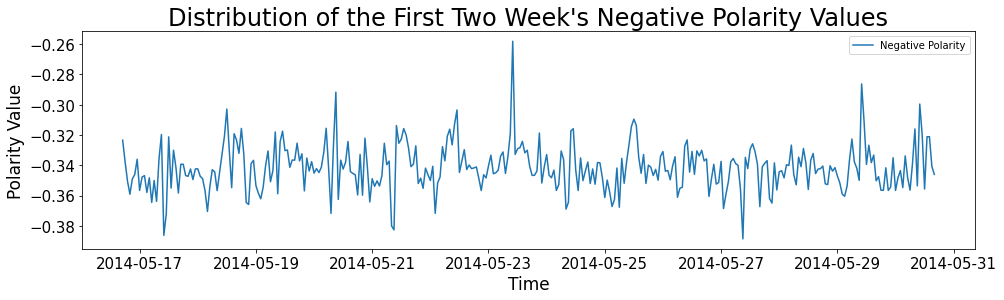 Distribution of the First Two Week's Negative Polarity Values
Negative Polarity
Polarity Value
−0.26
−0.28
−0.30
−0.32
−0.34
−0.36
−0.38
2014-05-17 2014-05-19 2014-05-21 2014-05-23 2014-05-25 2014-05-27 2014-05-29 2014-05-31
Time